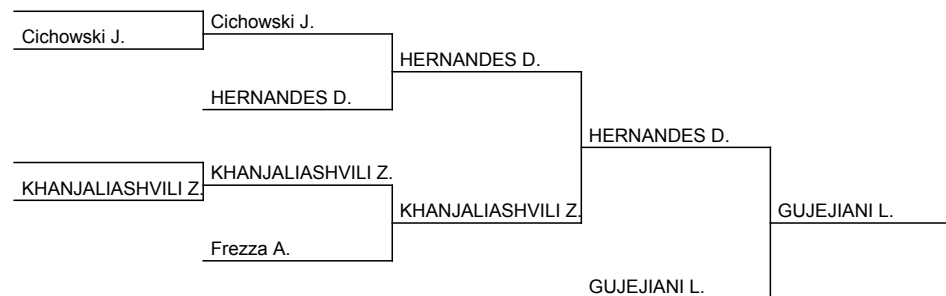 Cichowski J.
Cichowski J.
HERNANDES D.
HERNANDES D.
HERNANDES D.
KHANJALIASHVILI Z.
KHANJALIASHVILI Z.
KHANJALIASHVILI Z.
GUJEJIANI L.
Frezza A.
GUJEJIANI L.